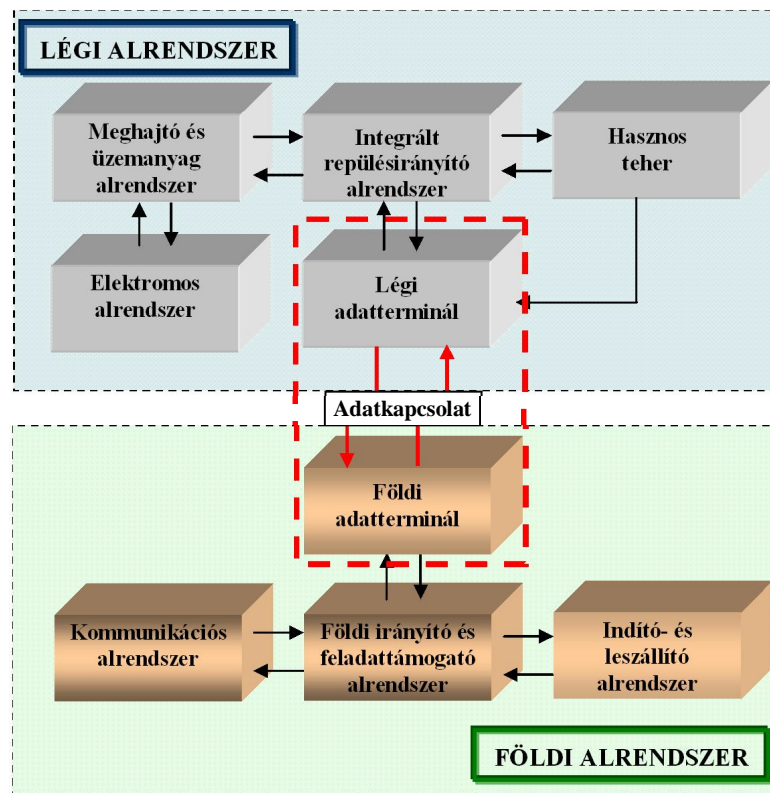 LÉGI ALRENDSZER
Meghajtó és
üzemanyag
alrendszer
Integrált
repülésirányító
alrendszer
Hasznos
teher
Elektromos
alrendszer
Légi
adatterminál
Adatkapcsolat
Földi
adatterminál
Kommunikációs
alrendszer
Földi irányító és
feladattámogató
alrendszer
Indító- és
leszállító
alrendszer
FÖLDI ALRENDSZER